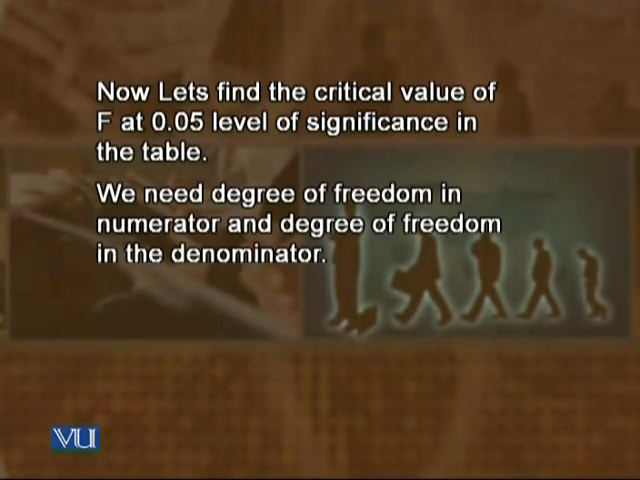 Now Lets find the critical value of
F at 0.05 level of significance in
the table.
We need degree of freedom in
numerator and degree of freedom
in the denominator.
VU